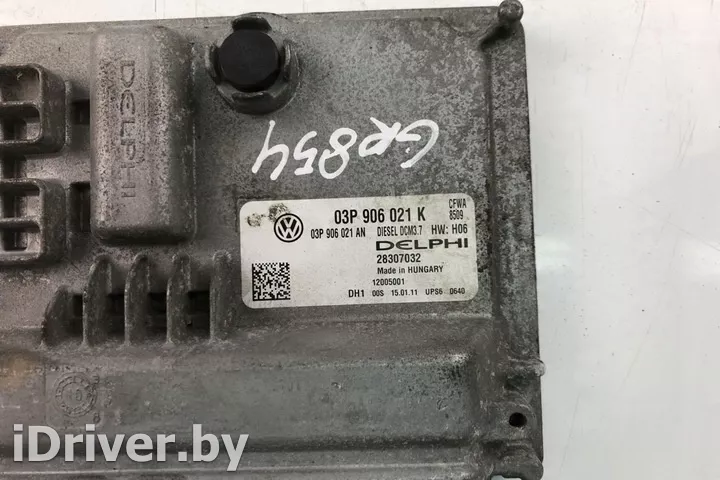 DELPHI
GR854
03P 906 021 K
CFWA
8509
03P 906 021 AN DIESEL DCM3.7 HW: H06
DELPHI
28307032
Made in HUNGARY
12005001
DH1 00S 15.01.11 UPS6 0640
iDriver.by